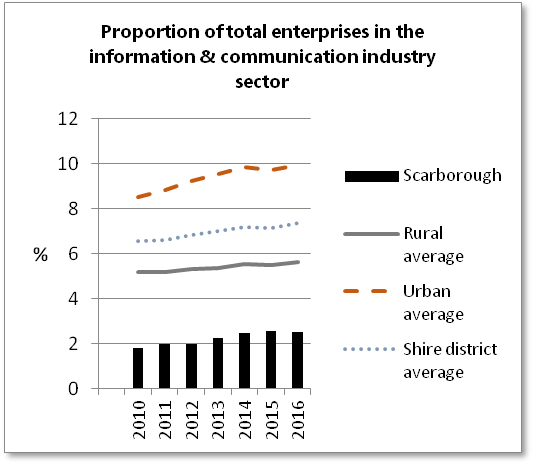 Proportion of total enterprises in the
information & communication industry
sector
12
10
8
6
4
2
0
%
2010
2011
2012
2013
2014
2015
2016
Scarborough
Rural
average
Urban
average
Shire district
average